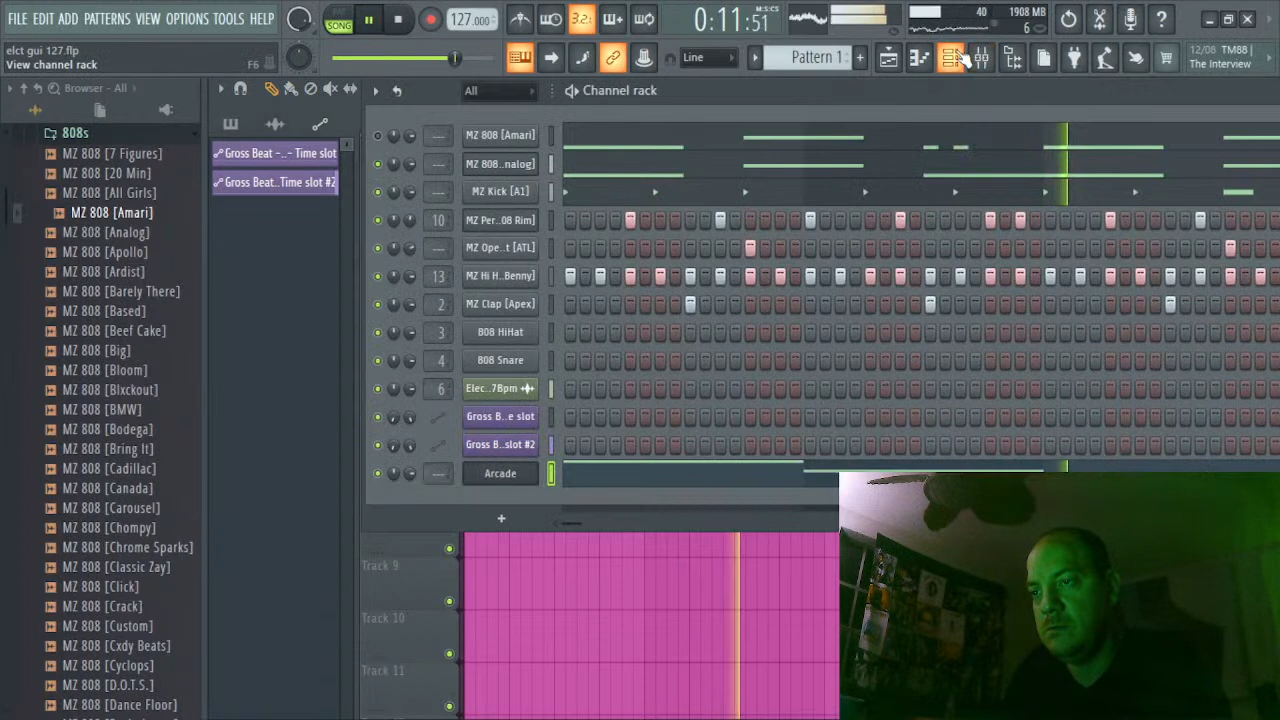 FILE EDIT ADD PATTERNS VIEW OPTIONS TOOLS HELP
PAT
SONG
127.000
3.2
0:11:51
M:S:CS
40
1908 MB
6
elct gui 127.flp
View channel rack
F6
Line
Pattern 1
12/08 TM88 |
The Interview
Browser - All
808s
MZ 808 [7 Figures]
MZ 808 [20 Min]
MZ 808 [All Girls]
MZ 808 [Amari]
MZ 808 [Analog]
MZ 808 [Apollo]
MZ 808 [Ardist]
MZ 808 [Barely There]
MZ 808 [Based]
MZ 808 [Beef Cake]
MZ 808 [Big]
MZ 808 [Bloom]
MZ 808 [Blxckout]
MZ 808 [BMW]
MZ 808 [Bodega]
MZ 808 [Bring It]
MZ 808 [Cadillac]
MZ 808 [Canada]
MZ 808 [Carousel]
MZ 808 [Chompy]
MZ 808 [Chrome Sparks]
MZ 808 [Classic Zay]
MZ 808 [Click]
MZ 808 [Crack]
MZ 808 [Custom]
MZ 808 [Cxdy Beats]
MZ 808 [Cyclops]
MZ 808 [D.O.T.S.]
MZ 808 [Dance Floor]
Gross Beat -..- Time slot
Gross Beat..Time slot #2
All
Channel rack
--- MZ 808 [Amari]
--- MZ 808..nalog]
--- MZ Kick [A1]
10 MZ Per..08 Rim]
--- MZ Ope..t [ATL]
13 MZ Hi H..Benny]
2 MZ Clap [Apex]
3 808 HiHat
4 808 Snare
6 Elec..7Bpm
Gross B..e slot
Gross B..slot #2
--- Arcade
+
Track 9
Track 10
Track 11